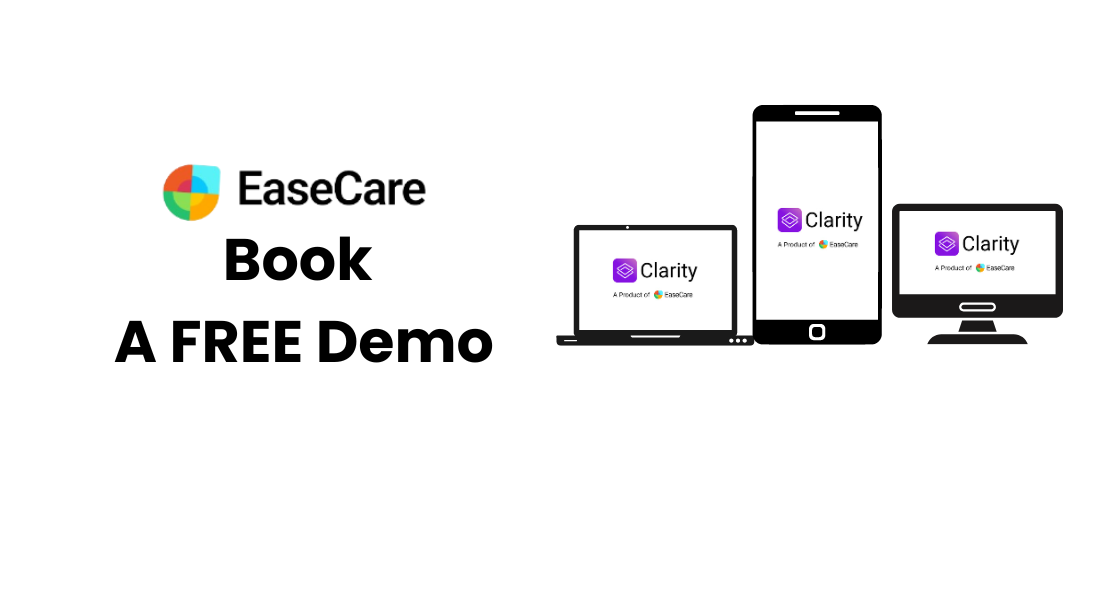 EaseCare
Book
A FREE Demo
Clarity
A Product of EaseCare
Clarity
A Product of EaseCare
Clarity
A Product of EaseCare